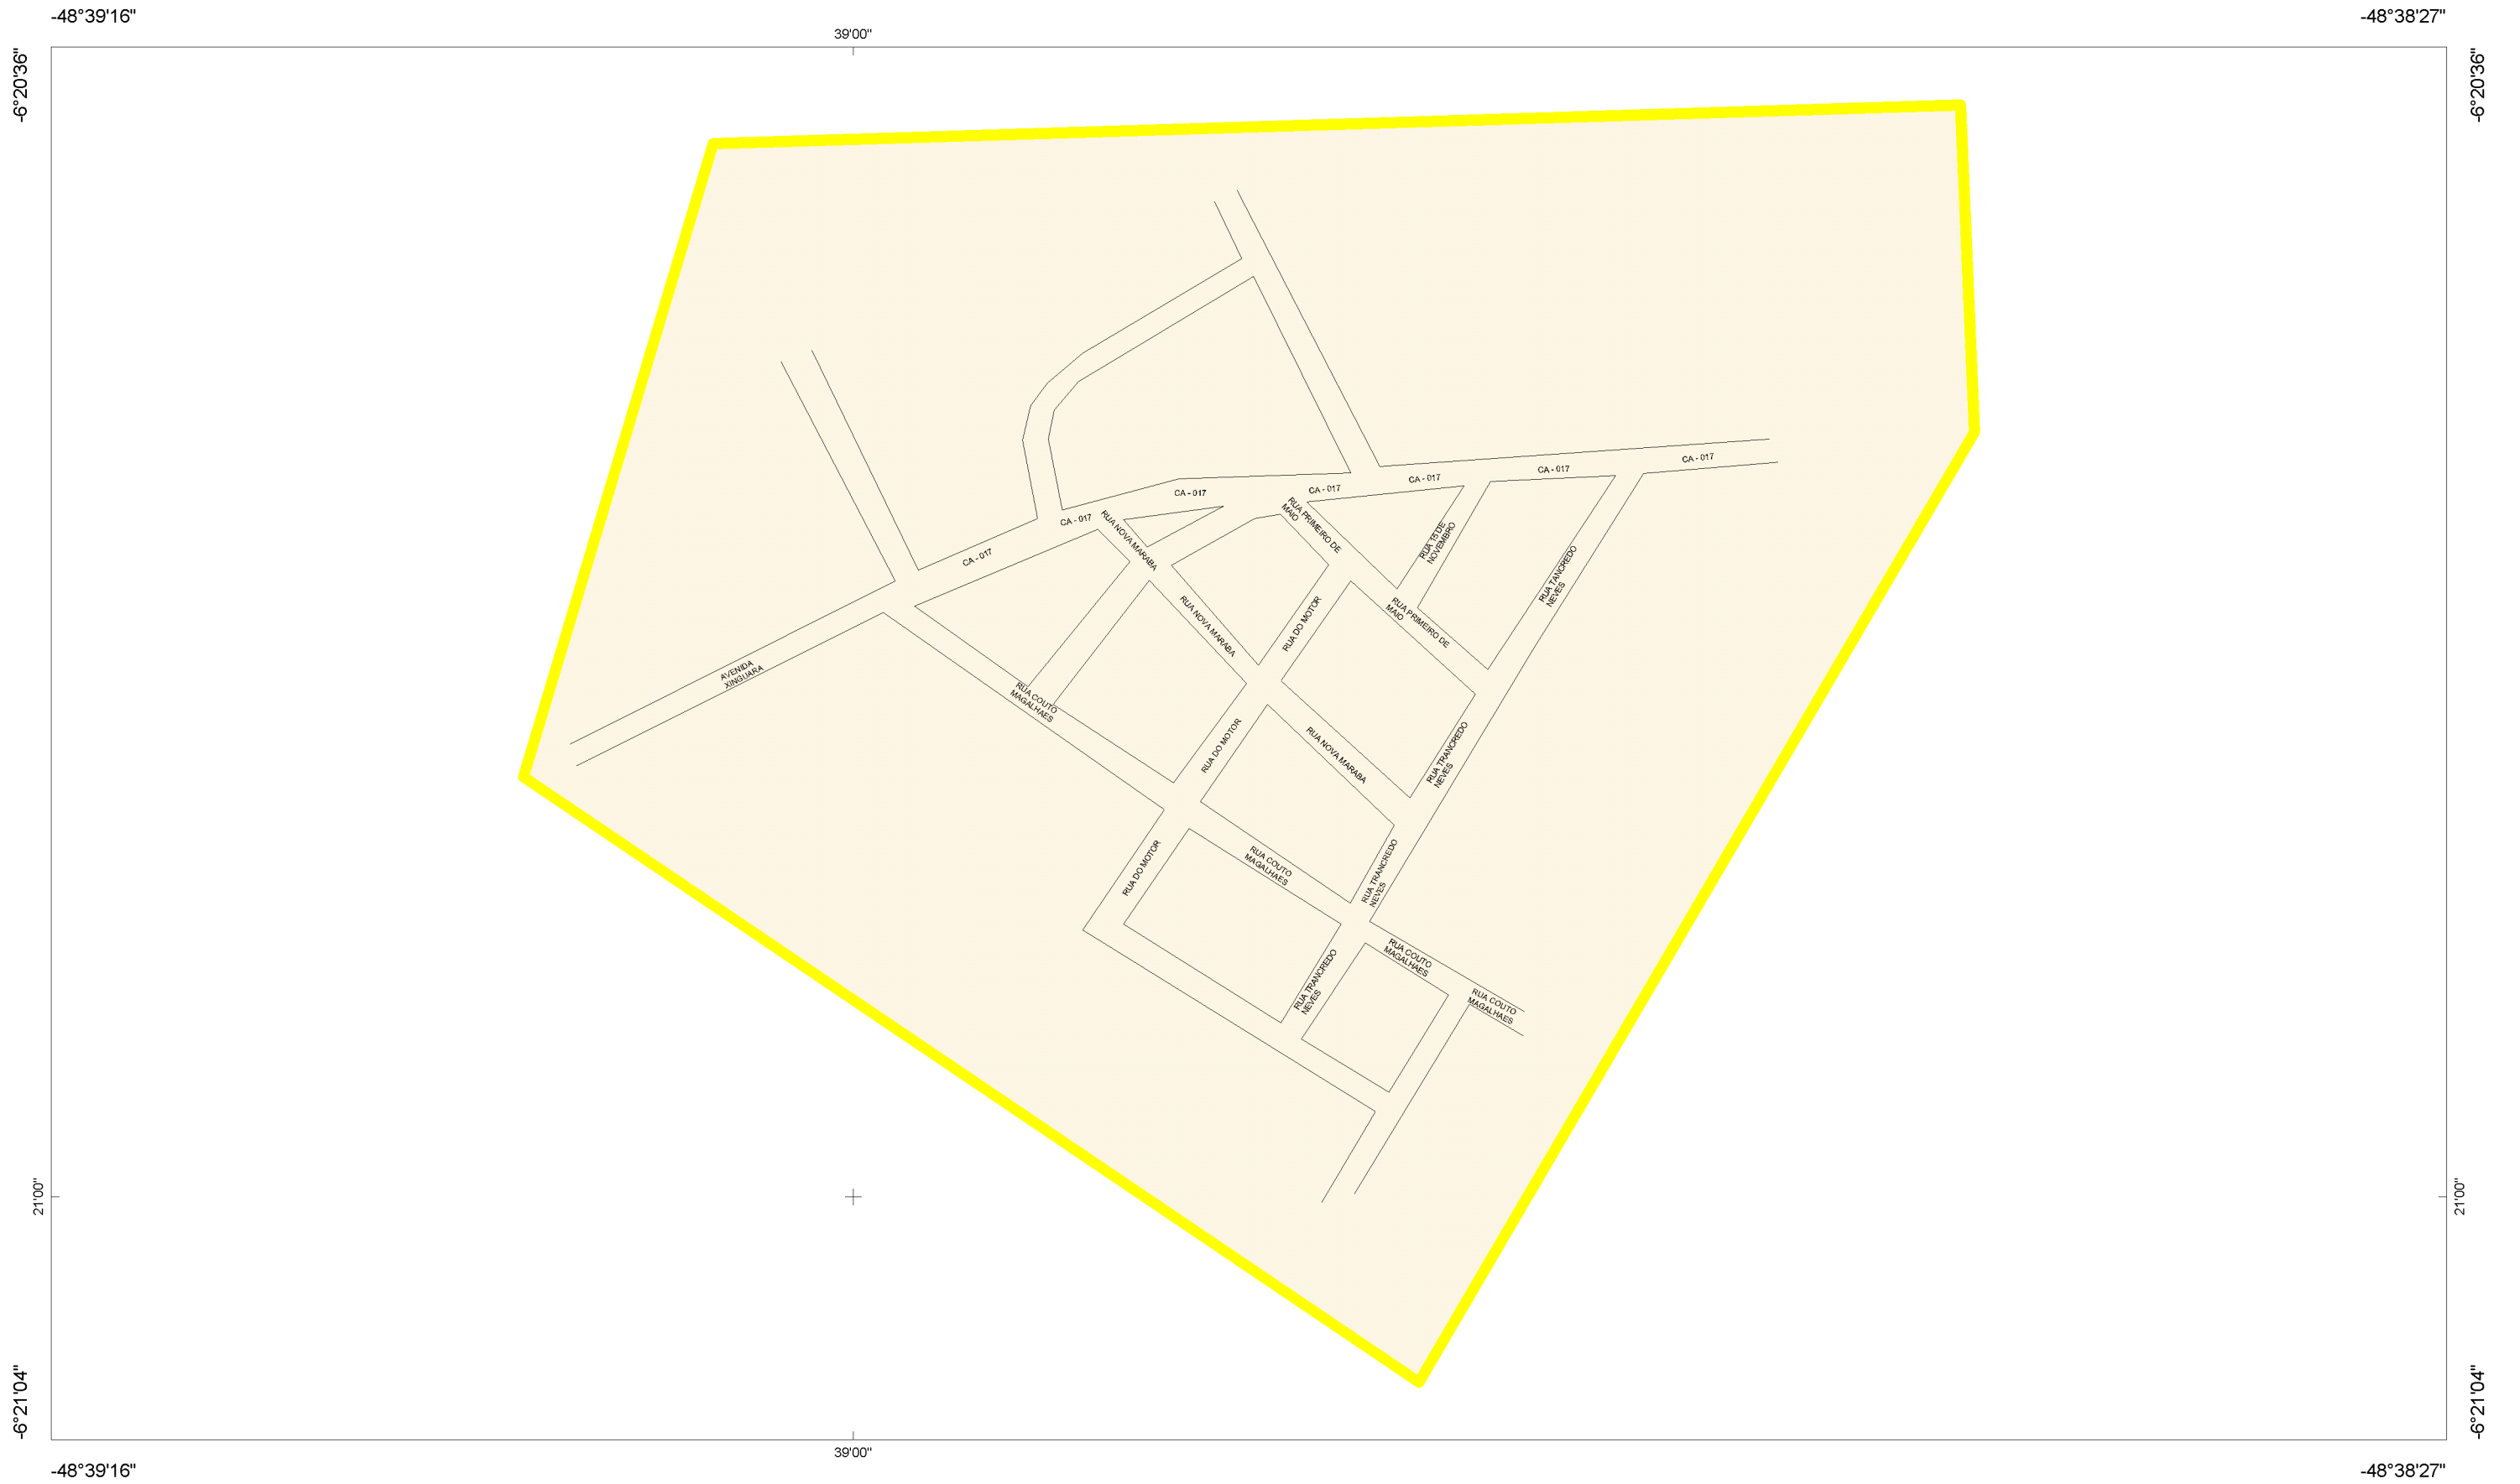 -48°39'16"
-48°38'27"
39'00"
-6°20'36"
-6°20'36"
CA - 017
CA - 017
CA - 017
CA - 017
CA - 017
CA - 017
CA - 017
RUA PRIMEIRO DE
MAIO
RUA NOVA MARABA
RUA 15 DE
NOVEMBRO
RUA TANCREDO
NEVES
RUA NOVA MARABA
RUA DO MOTOR
RUA PRIMEIRO DE
MAIO
AVENIDA
XINGUARA
RUA COUTO
MAGALHAES
RUA DO MOTOR
RUA NOVA MARABA
RUA TRANCREDO
NEVES
RUA DO MOTOR
RUA COUTO
MAGALHAES
RUA TRANCREDO
NEVES
RUA COUTO
MAGALHAES
RUA TRANCREDO
NEVES
RUA COUTO
MAGALHAES
21'00"
21'00"
-6°21'04"
-6°21'04"
39'00"
-48°39'16"
-48°38'27"